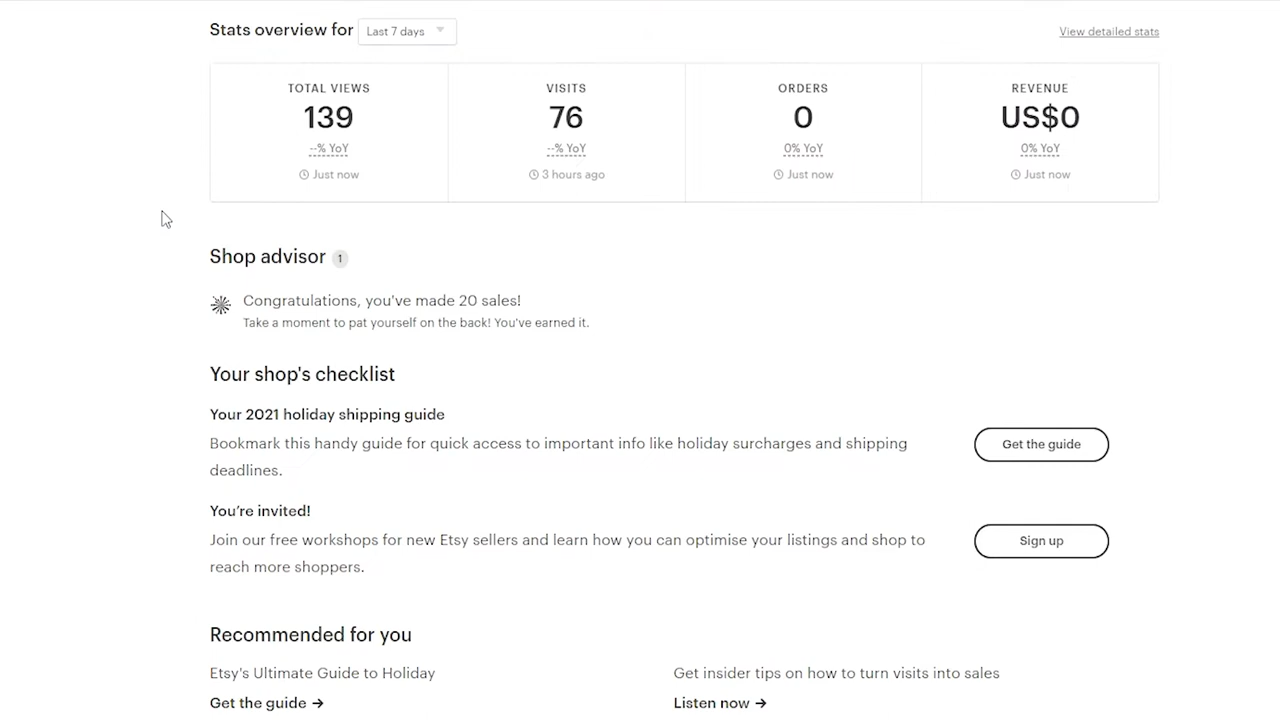 Stats overview for Last 7 days View detailed stats
TOTAL VIEWS VISITS ORDERS REVENUE
139 76 0 US$0
--% YoY --% YoY 0% YoY 0% YoY
Just now 3 hours ago Just now Just now
Shop advisor 1
Congratulations, you've made 20 sales!
Take a moment to pat yourself on the back! You've earned it.
Your shop's checklist
Your 2021 holiday shipping guide
Bookmark this handy guide for quick access to important info like holiday surcharges and shipping
deadlines.
Get the guide
You're invited!
Join our free workshops for new Etsy sellers and learn how you can optimise your listings and shop to
reach more shoppers.
Sign up
Recommended for you
Etsy's Ultimate Guide to Holiday
Get the guide →
Get insider tips on how to turn visits into sales
Listen now →